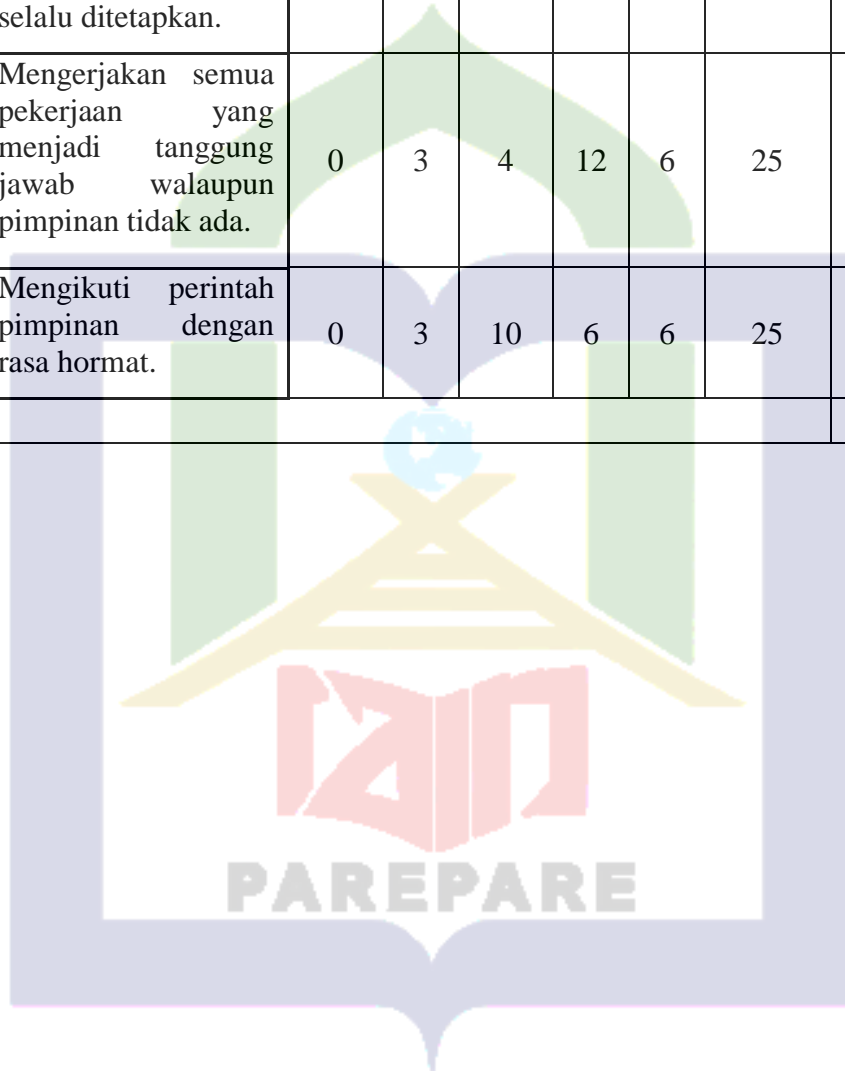 selalu ditetapkan.
Mengerjakan semua
pekerjaan yang
menjadi tanggung
jawab walaupun
pimpinan tidak ada.
0 3 4 12 6 25
Mengikuti perintah
pimpinan dengan
rasa hormat.
0 3 10 6 6 25
iain
PAREPARE